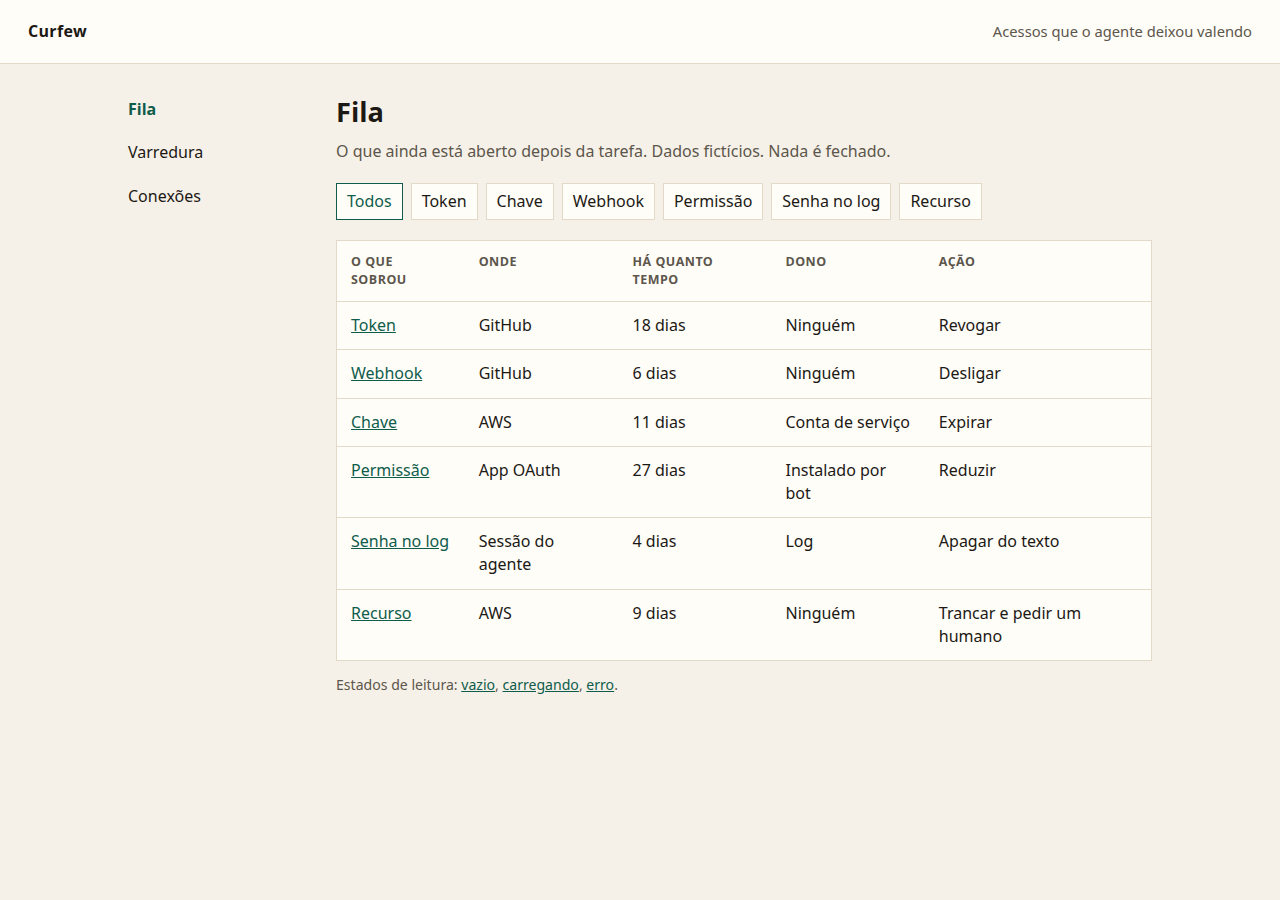 Curfew
Acessos que o agente deixou valendo
Fila
Varredura
Conexões
Fila
O que ainda está aberto depois da tarefa. Dados fictícios. Nada é fechado.
Todos Token Chave Webhook Permissão Senha no log Recurso
O QUE SOBROU ONDE HÁ QUANTO TEMPO DONO AÇÃO
Token GitHub 18 dias Ninguém Revogar
Webhook GitHub 6 dias Ninguém Desligar
Chave AWS 11 dias Conta de serviço Expirar
Permissão App OAuth 27 dias Instalado por bot Reduzir
Senha no log Sessão do agente 4 dias Log Apagar do texto
Recurso AWS 9 dias Ninguém Trancar e pedir um humano
Estados de leitura: vazio, carregando, erro.